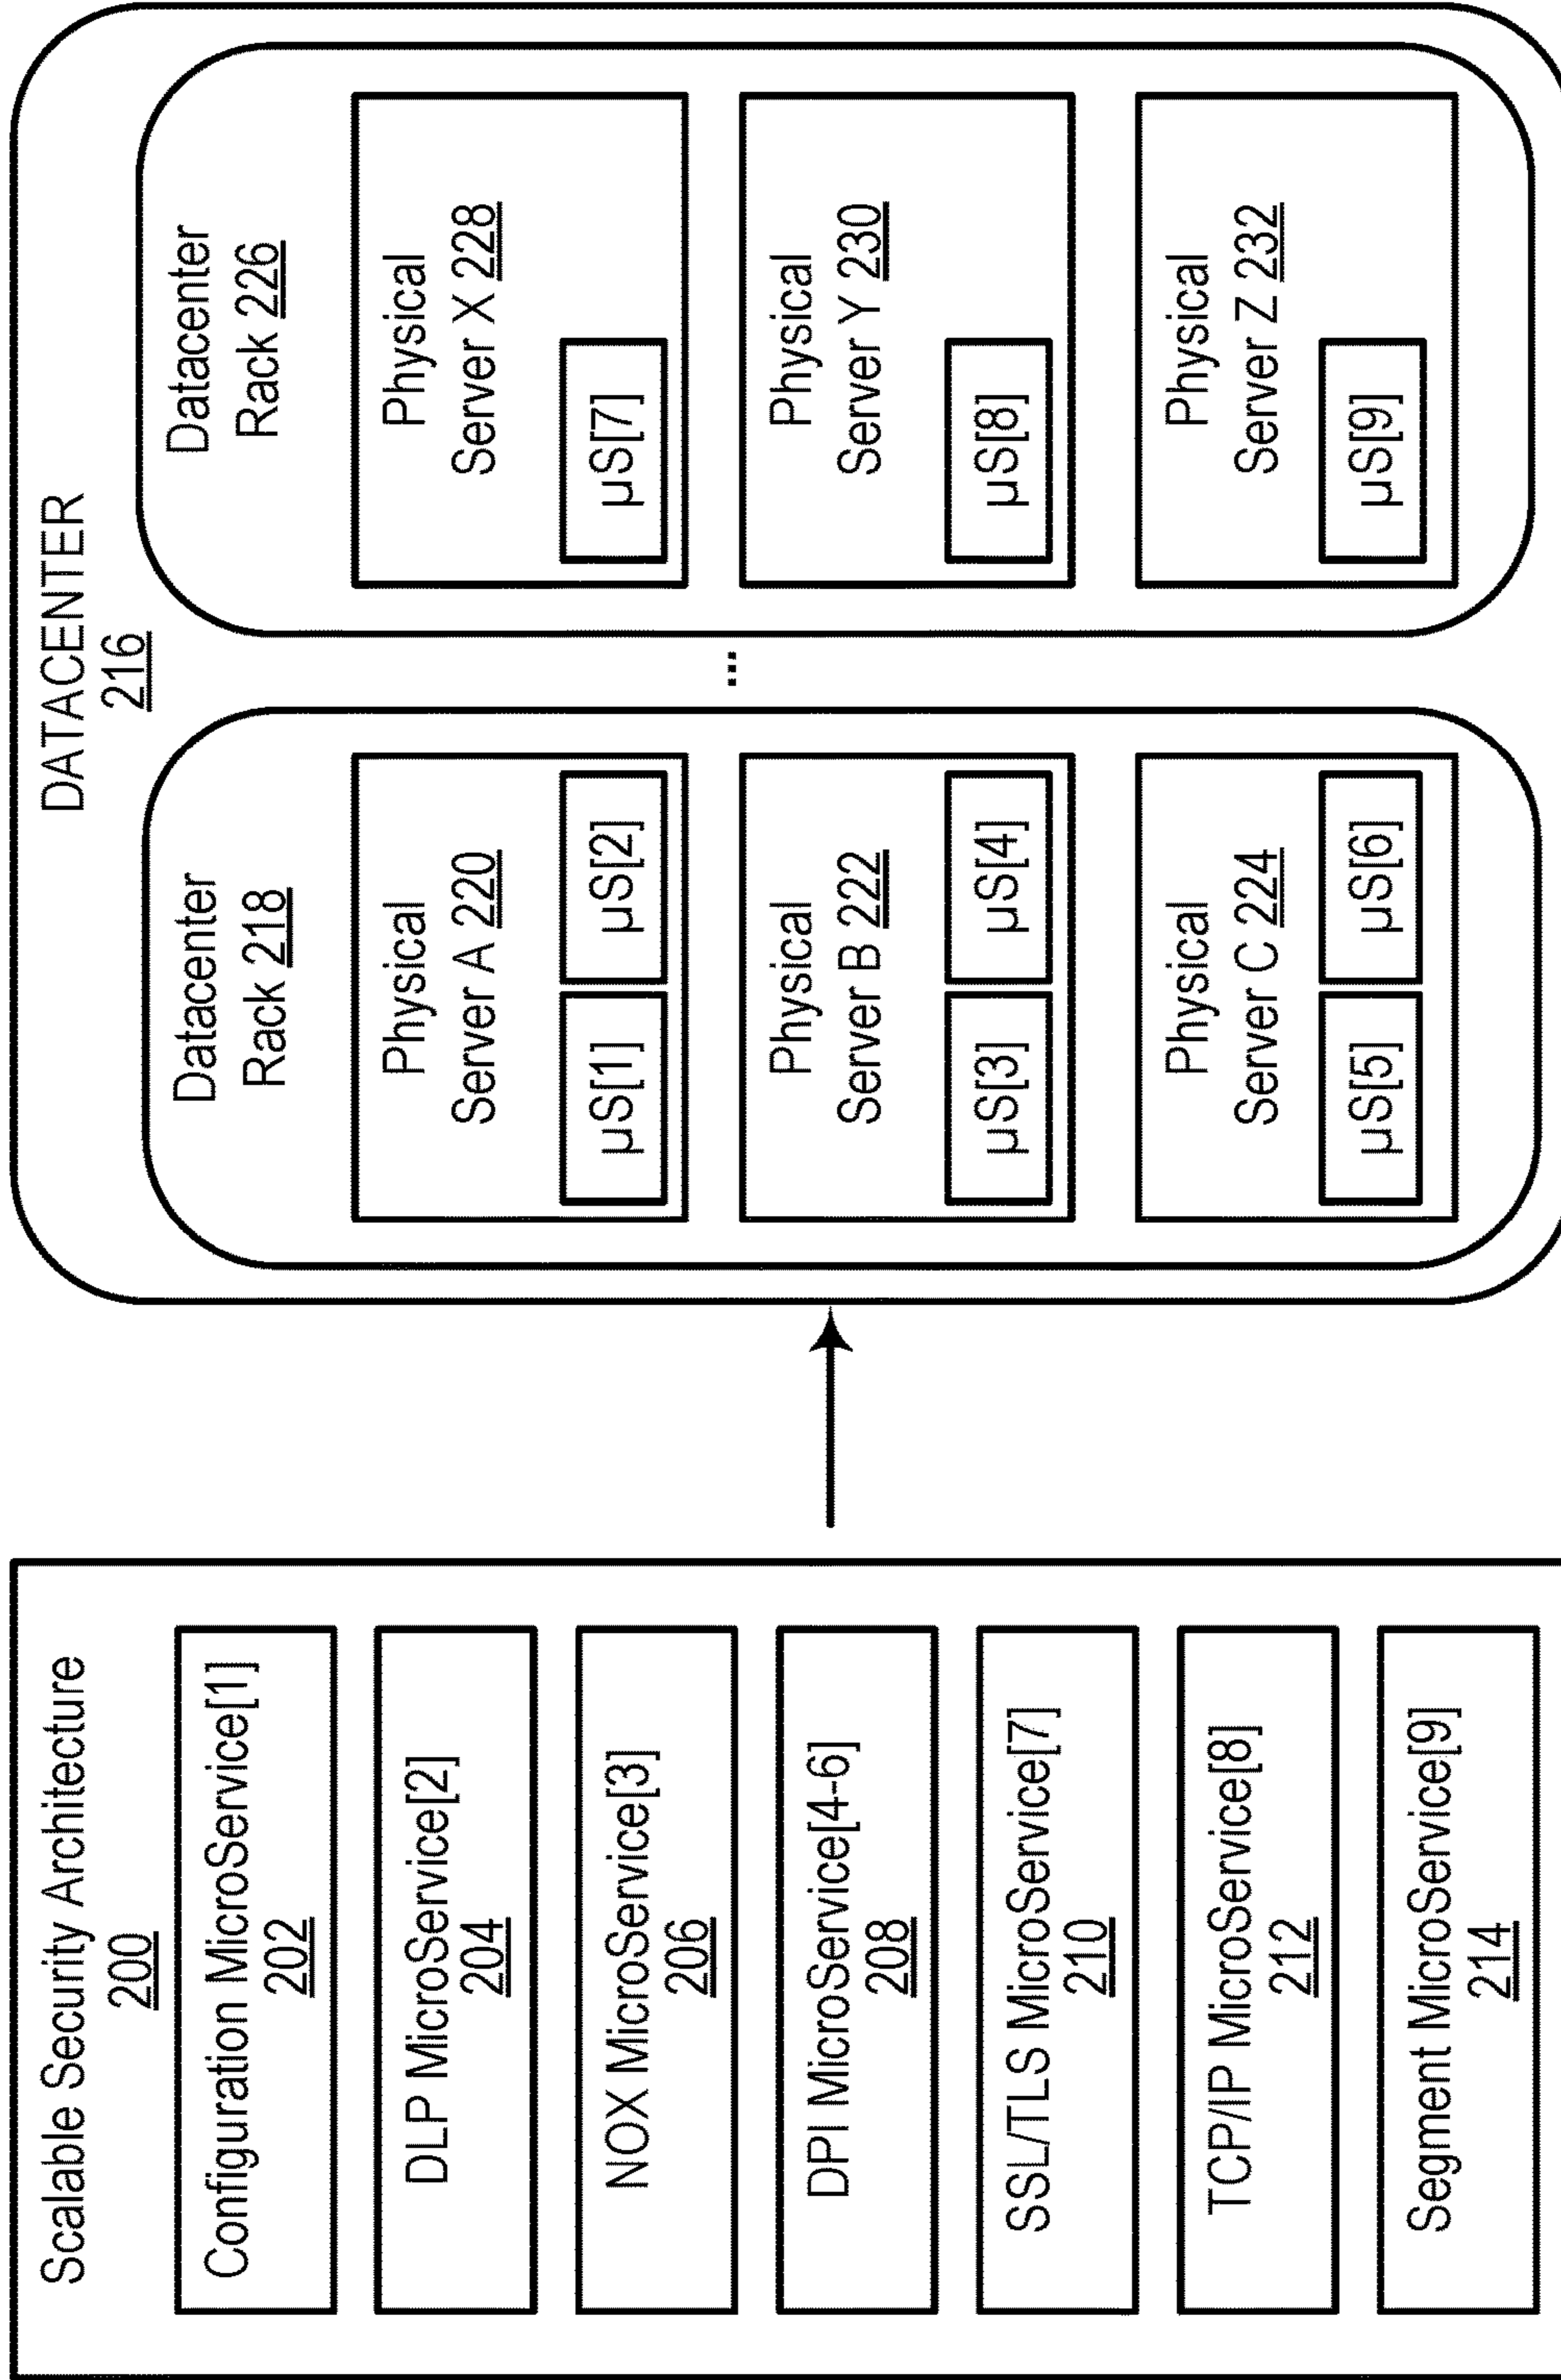 Scalable Security Architecture
200
Configuration MicroService[1]
202
DLP MicroService[2]
204
NOX MicroService[3]
206
DPI MicroService[4-6]
208
SSL/TLS MicroService[7]
210
TCP/IP MicroService[8]
212
Segment MicroService[9]
214
DATACENTER
216
Datacenter
Rack 218
Physical
Server A 220
µS[1]
µS[2]
Physical
Server B 222
µS[3]
µS[4]
Physical
Server C 224
µS[5]
µS[6]
...
Datacenter
Rack 226
Physical
Server X 228
µS[7]
Physical
Server Y 230
µS[8]
Physical
Server Z 232
µS[9]